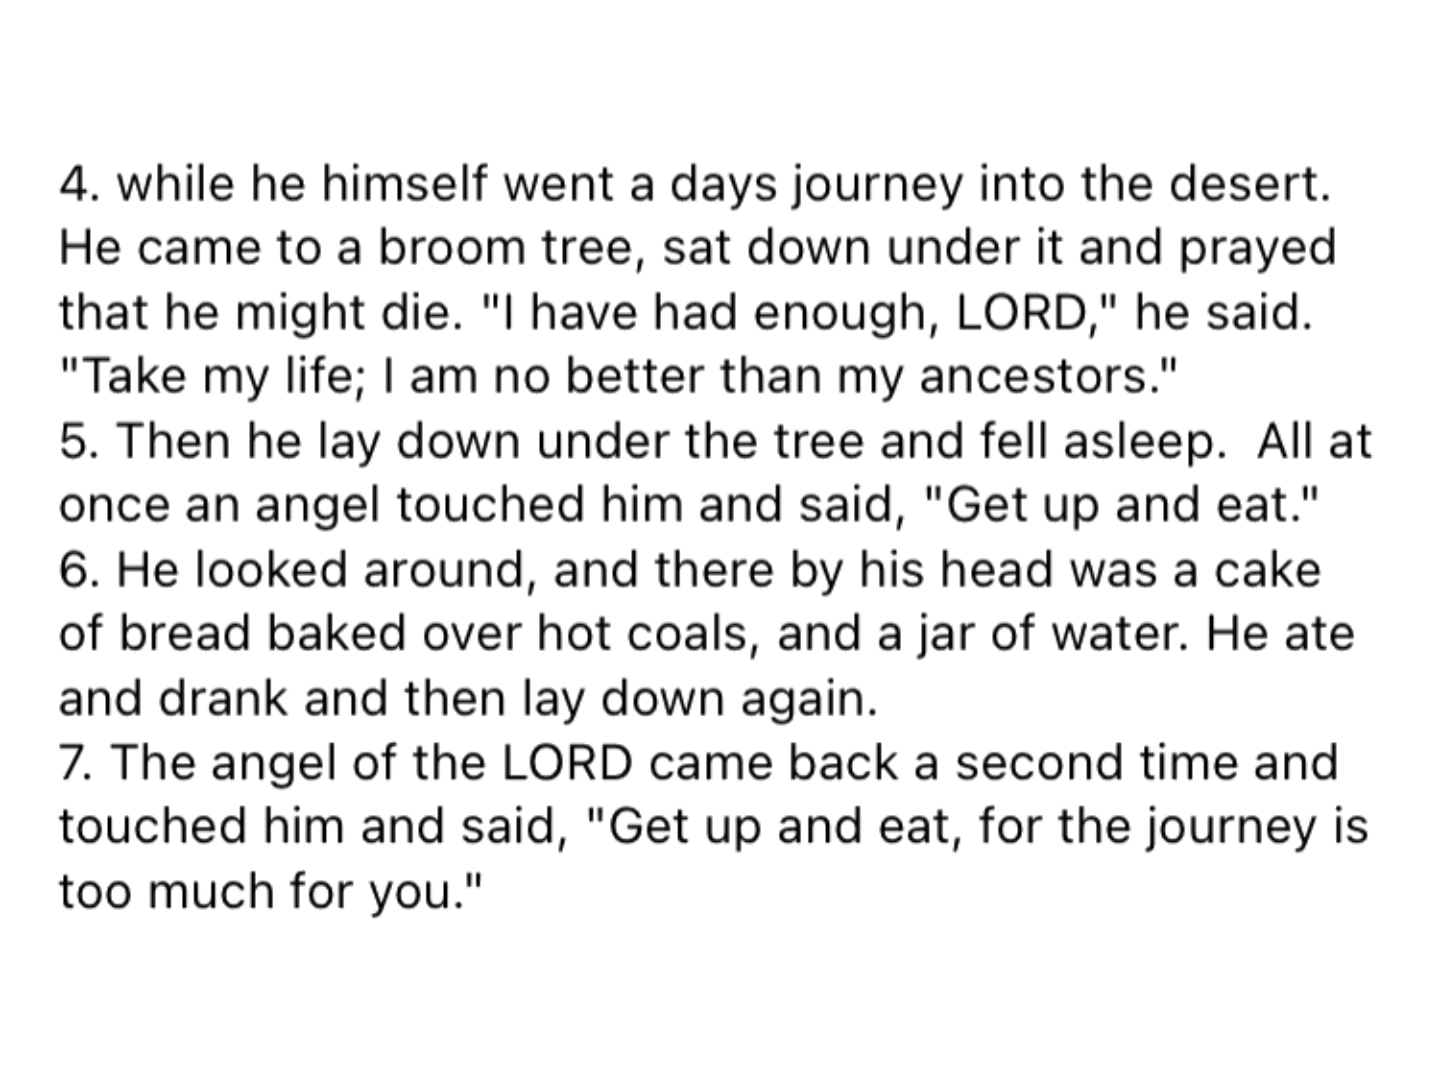 4. while he himself went a days journey into the desert.
He came to a broom tree, sat down under it and prayed
that he might die. "I have had enough, LORD," he said.
"Take my life; I am no better than my ancestors."
5. Then he lay down under the tree and fell asleep.  All at
once an angel touched him and said, "Get up and eat."
6. He looked around, and there by his head was a cake
of bread baked over hot coals, and a jar of water. He ate
and drank and then lay down again.
7. The angel of the LORD came back a second time and
touched him and said, "Get up and eat, for the journey is
too much for you."